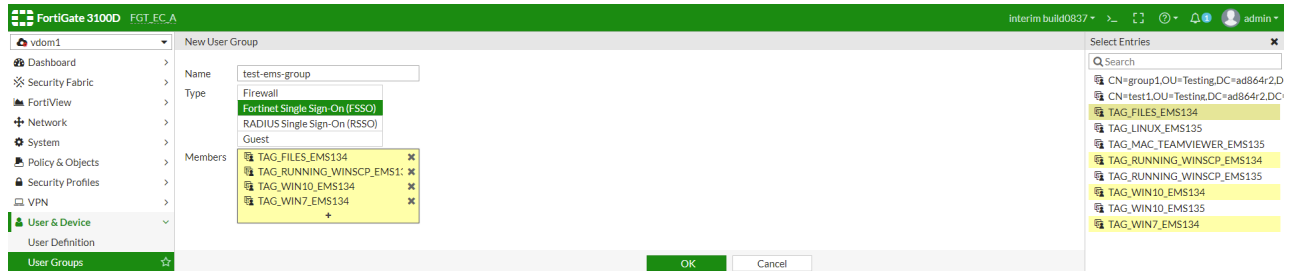 FortiGate 3100D FGT_EC_A interim build0837 >_ 1 admin
vdom1 New User Group Select Entries
Dashboard
Security Fabric
FortiView
Network
System
Policy & Objects
Security Profiles
VPN
User & Device
User Definition
User Groups
Name test-ems-group
Type Firewall
Fortinet Single Sign-On (FSSO)
RADIUS Single Sign-On (RSSO)
Guest
Members TAG_FILES_EMS134
TAG_RUNNING_WINSCP_EMS13
TAG_WIN10_EMS134
TAG_WIN7_EMS134
+
OK Cancel
Search
CN=group1,OU=Testing,DC=ad864r2,D
CN=test1,OU=Testing,DC=ad864r2,DC
TAG_FILES_EMS134
TAG_LINUX_EMS135
TAG_MAC_TEAMVIEWER_EMS135
TAG_RUNNING_WINSCP_EMS134
TAG_RUNNING_WINSCP_EMS135
TAG_WIN10_EMS134
TAG_WIN10_EMS135
TAG_WIN7_EMS134